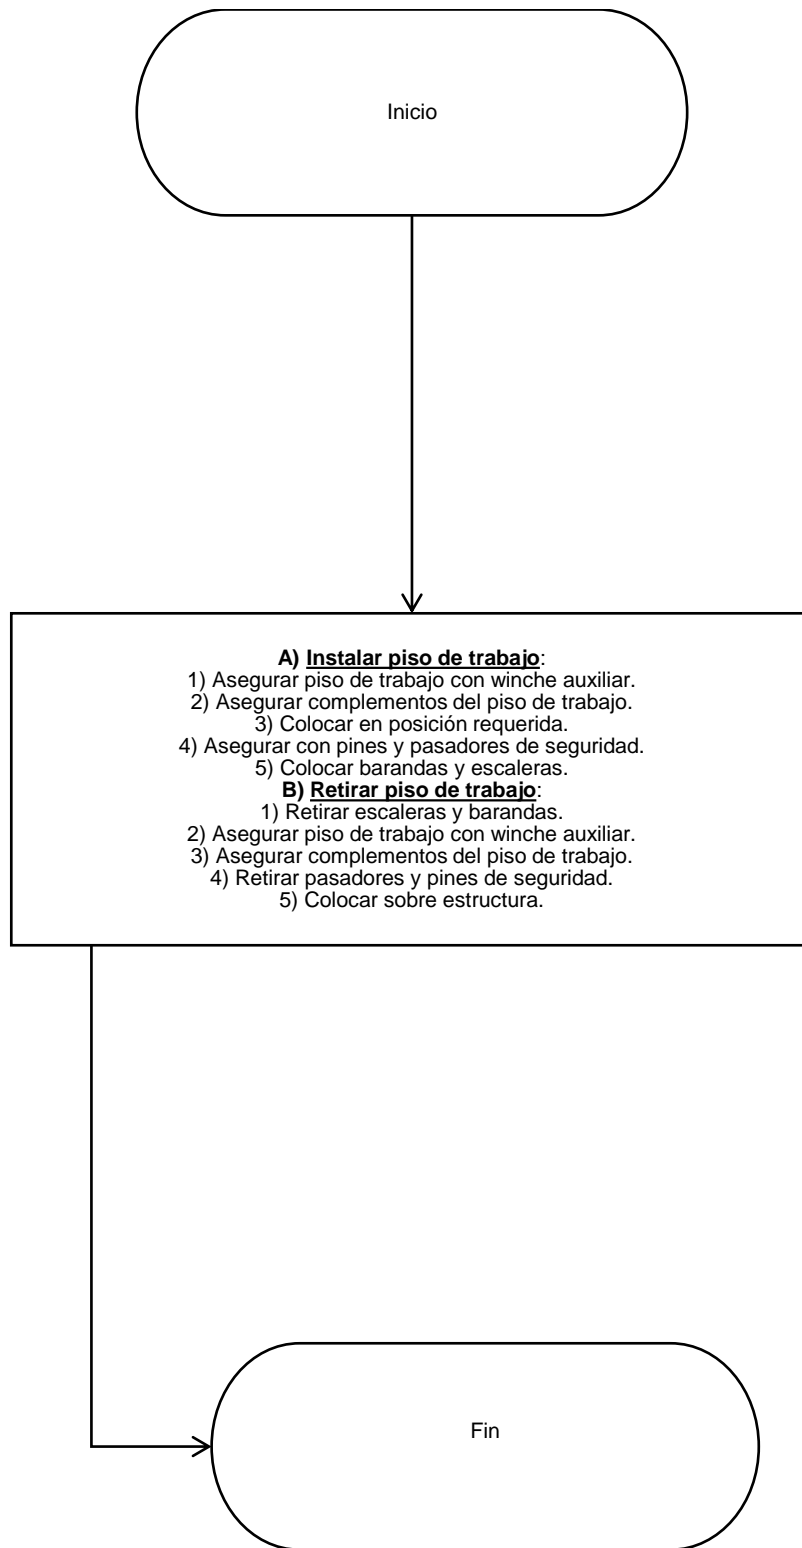 Inicio
A) Instalar piso de trabajo:
1) Asegurar piso de trabajo con winche auxiliar.
2) Asegurar complementos del piso de trabajo.
3) Colocar en posición requerida.
4) Asegurar con pines y pasadores de seguridad.
5) Colocar barandas y escaleras.
B) Retirar piso de trabajo:
1) Retirar escaleras y barandas.
2) Asegurar piso de trabajo con winche auxiliar.
3) Asegurar complementos del piso de trabajo.
4) Retirar pasadores y pines de seguridad.
5) Colocar sobre estructura.
Fin